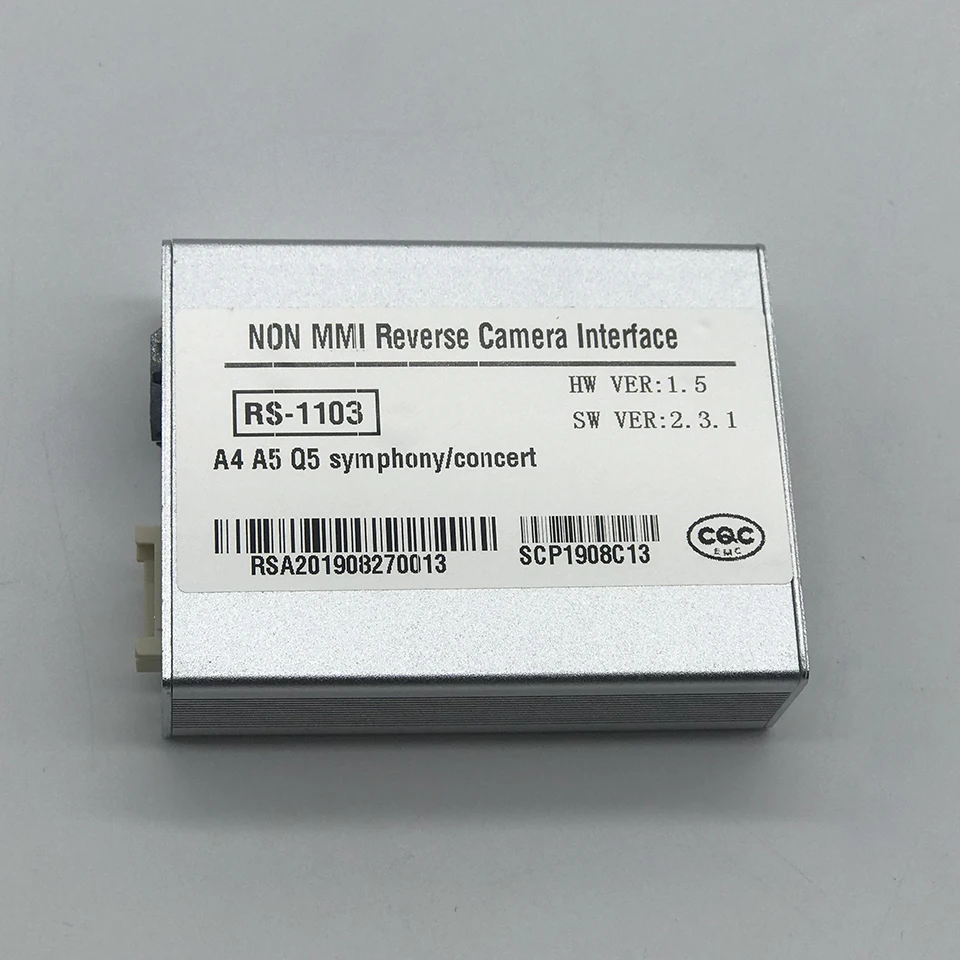 NON MMI Reverse Camera Interface
RS-1103
HW VER:1.5
SW VER:2.3.1
A4 A5 Q5 symphony/concert
RSA201908270013
SCP1908C13
CQC
EMC